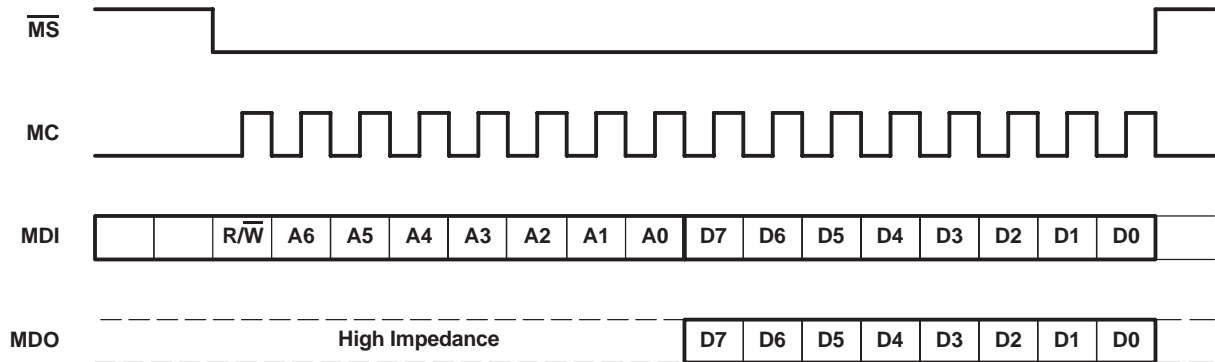 M̅S̅
MC
MDI R/W̅ A6 A5 A4 A3 A2 A1 A0 D7 D6 D5 D4 D3 D2 D1 D0
MDO High Impedance D7 D6 D5 D4 D3 D2 D1 D0